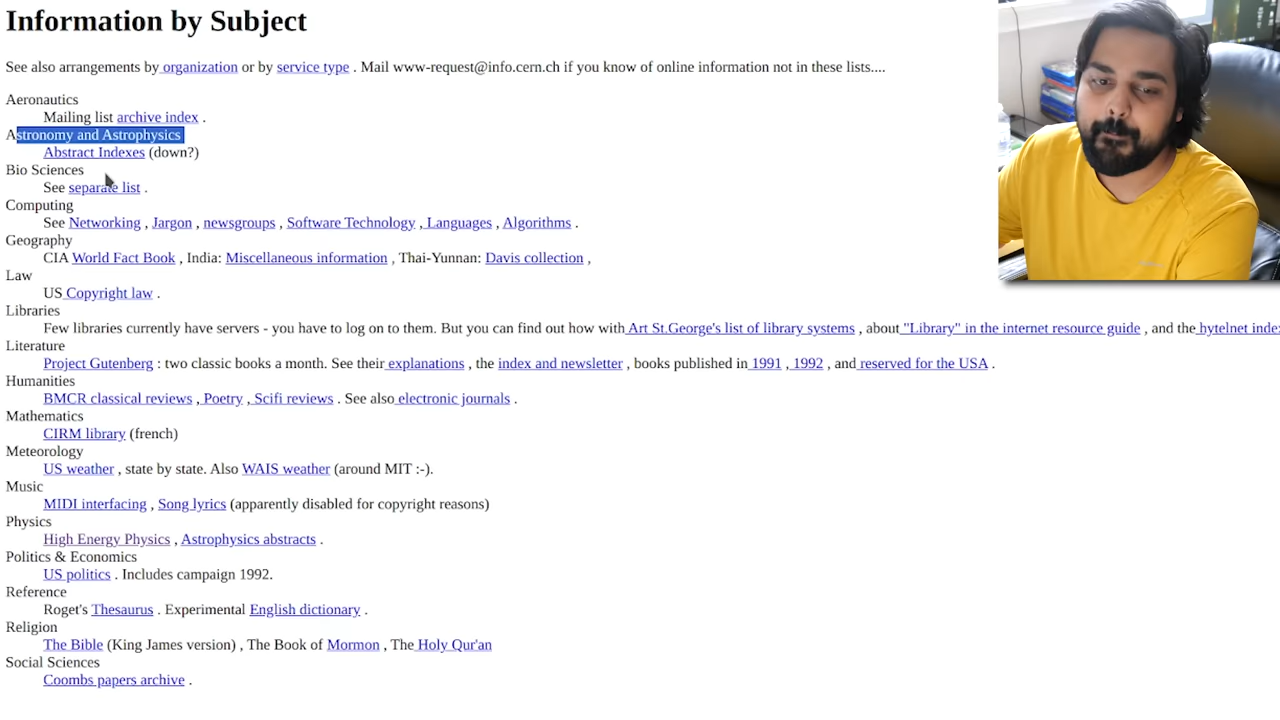 Information by Subject
See also arrangements by organization or by service type . Mail www-request@info.cern.ch if you know of online information not in these lists....
Aeronautics
Mailing list archive index .
Astronomy and Astrophysics
Abstract Indexes (down?)
Bio Sciences
See separate list .
Computing
See Networking , Jargon , newsgroups , Software Technology , Languages , Algorithms .
Geography
CIA World Fact Book , India: Miscellaneous information , Thai-Yunnan: Davis collection ,
Law
US Copyright law .
Libraries
Few libraries currently have servers - you have to log on to them. But you can find out how with Art St.George's list of library systems , about "Library" in the internet resource guide , and the hytelnet
Literature
Project Gutenberg : two classic books a month. See their explanations , the index and newsletter , books published in 1991 , 1992 , and reserved for the USA .
Humanities
BMCR classical reviews , Poetry , Scifi reviews . See also electronic journals .
Mathematics
CIRM library (french)
Meteorology
US weather , state by state. Also WAIS weather (around MIT :-).
Music
MIDI interfacing , Song lyrics (apparently disabled for copyright reasons)
Physics
High Energy Physics , Astrophysics abstracts .
Politics & Economics
US politics . Includes campaign 1992.
Reference
Roget's Thesaurus . Experimental English dictionary .
Religion
The Bible (King James version) , The Book of Mormon , The Holy Qur'an
Social Sciences
Coombs papers archive .